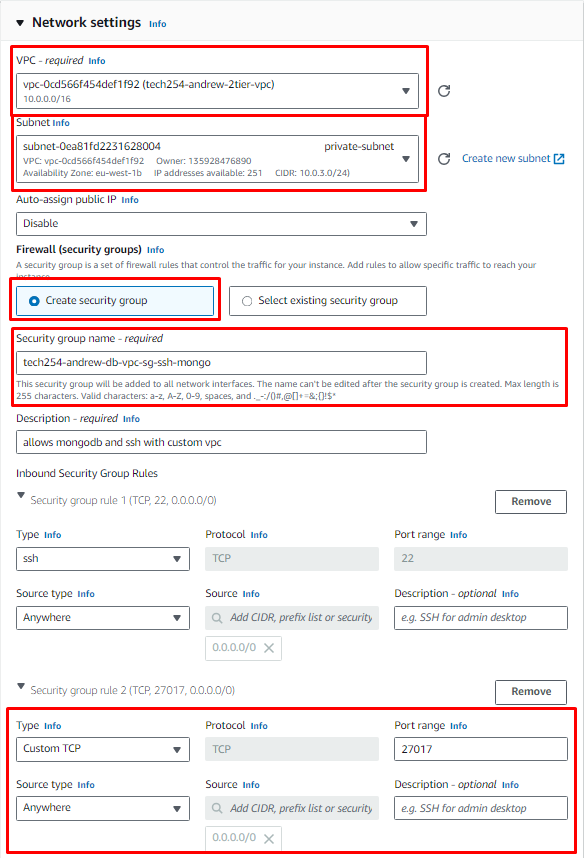 Network settings Info
VPC - required Info
vpc-0cd566f454def1f92 (tech254-andrew-2tier-vpc)
10.0.0.0/16
Subnet Info
subnet-0ea81fd2231628004 private-subnet
VPC: vpc-0cd566f454def1f92 Owner: 135928476890
Availability Zone: eu-west-1b IP addresses available: 251 CIDR: 10.0.3.0/24)
Create new subnet
Auto-assign public IP Info
Disable
Firewall (security groups) Info
A security group is a set of firewall rules that control the traffic for your instance. Add rules to allow specific traffic to reach your
instance.
Create security group
Select existing security group
Security group name - required
tech254-andrew-db-vpc-sg-ssh-mongo
This security group will be added to all network interfaces. The name can't be edited after the security group is created. Max length is
255 characters. Valid characters: a-z, A-Z, 0-9, spaces, and ._-:/()#,@[]+=&;{}!$*
Description - required Info
allows mongodb and ssh with custom vpc
Inbound Security Group Rules
Security group rule 1 (TCP, 22, 0.0.0.0/0)
Remove
Type Info Protocol Info Port range Info
ssh TCP 22
Source type Info Source Info Description - optional Info
Anywhere Add CIDR, prefix list or security e.g. SSH for admin desktop
0.0.0.0/0
Security group rule 2 (TCP, 27017, 0.0.0.0/0)
Remove
Type Info Protocol Info Port range Info
Custom TCP TCP 27017
Source type Info Source Info Description - optional Info
Anywhere Add CIDR, prefix list or security e.g. SSH for admin desktop
0.0.0.0/0